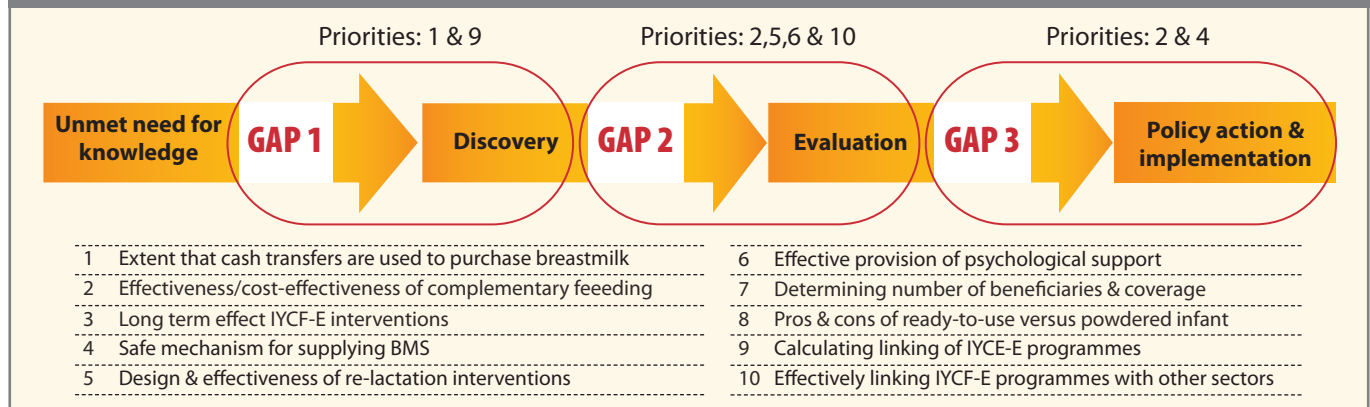 Priorities: 1 & 9
Priorities: 2,5,6 & 10
Priorities: 2 & 4
Unmet need for
knowledge
GAP 1
Discovery
GAP 2
Evaluation
GAP 3
Policy action &
implementation
1 Extent that cash transfers are used to purchase breastmilk
2 Effectiveness/cost-effectiveness of complementary feeeding
3 Long term effect IYCF-E interventions
4 Safe mechanism for supplying BMS
5 Design & effectiveness of re-lactation interventions
6 Effective provision of psychological support
7 Determining number of beneficiaries & coverage
8 Pros & cons of ready-to-use versus powdered infant
9 Calculating linking of IYCE-E programmes
10 Effectively linking IYCF-E programmes with other sectors